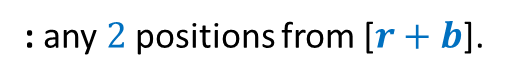 : any 2 positions from [r + b].